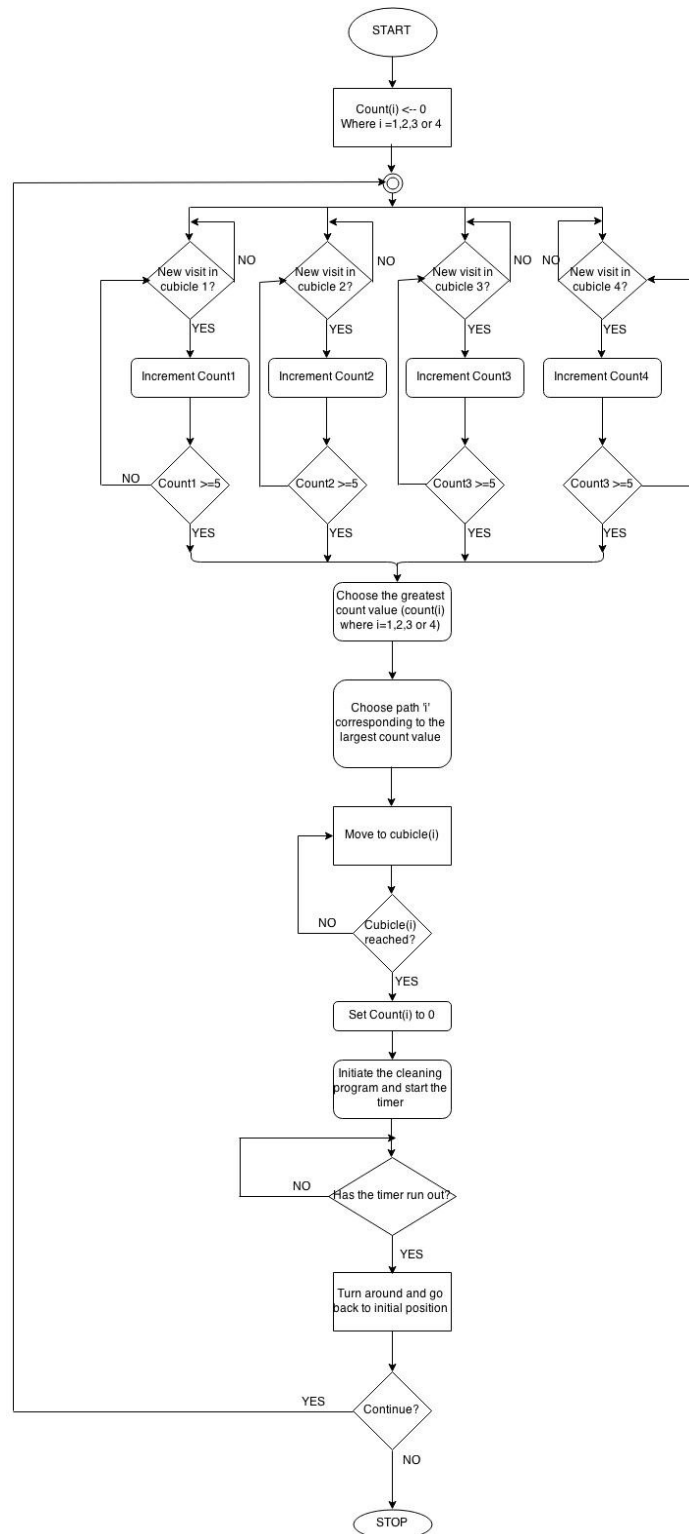 START
Count(i) <-- 0
Where i =1,2,3 or 4
New visit in
cubicle 1?
NO
New visit in
cubicle 2?
NO
New visit in
cubicle 3?
NO
NO
New visit in
cubicle 4?
YES
YES
YES
YES
Increment Count1
Increment Count2
Increment Count3
Increment Count4
NO
Count1 >=5
Count2 >=5
Count3 >=5
Count3 >=5
YES
YES
YES
YES
Choose the greatest
count value (count(i)
where i=1,2,3 or 4)
Choose path 'i'
corresponding to the
largest count value
Move to cubicle(i)
NO
Cubicle(i)
reached?
YES
Set Count(i) to 0
Initiate the cleaning
program and start the
timer
NO
Has the timer run out?
YES
Turn around and go
back to initial position
YES
Continue?
NO
STOP